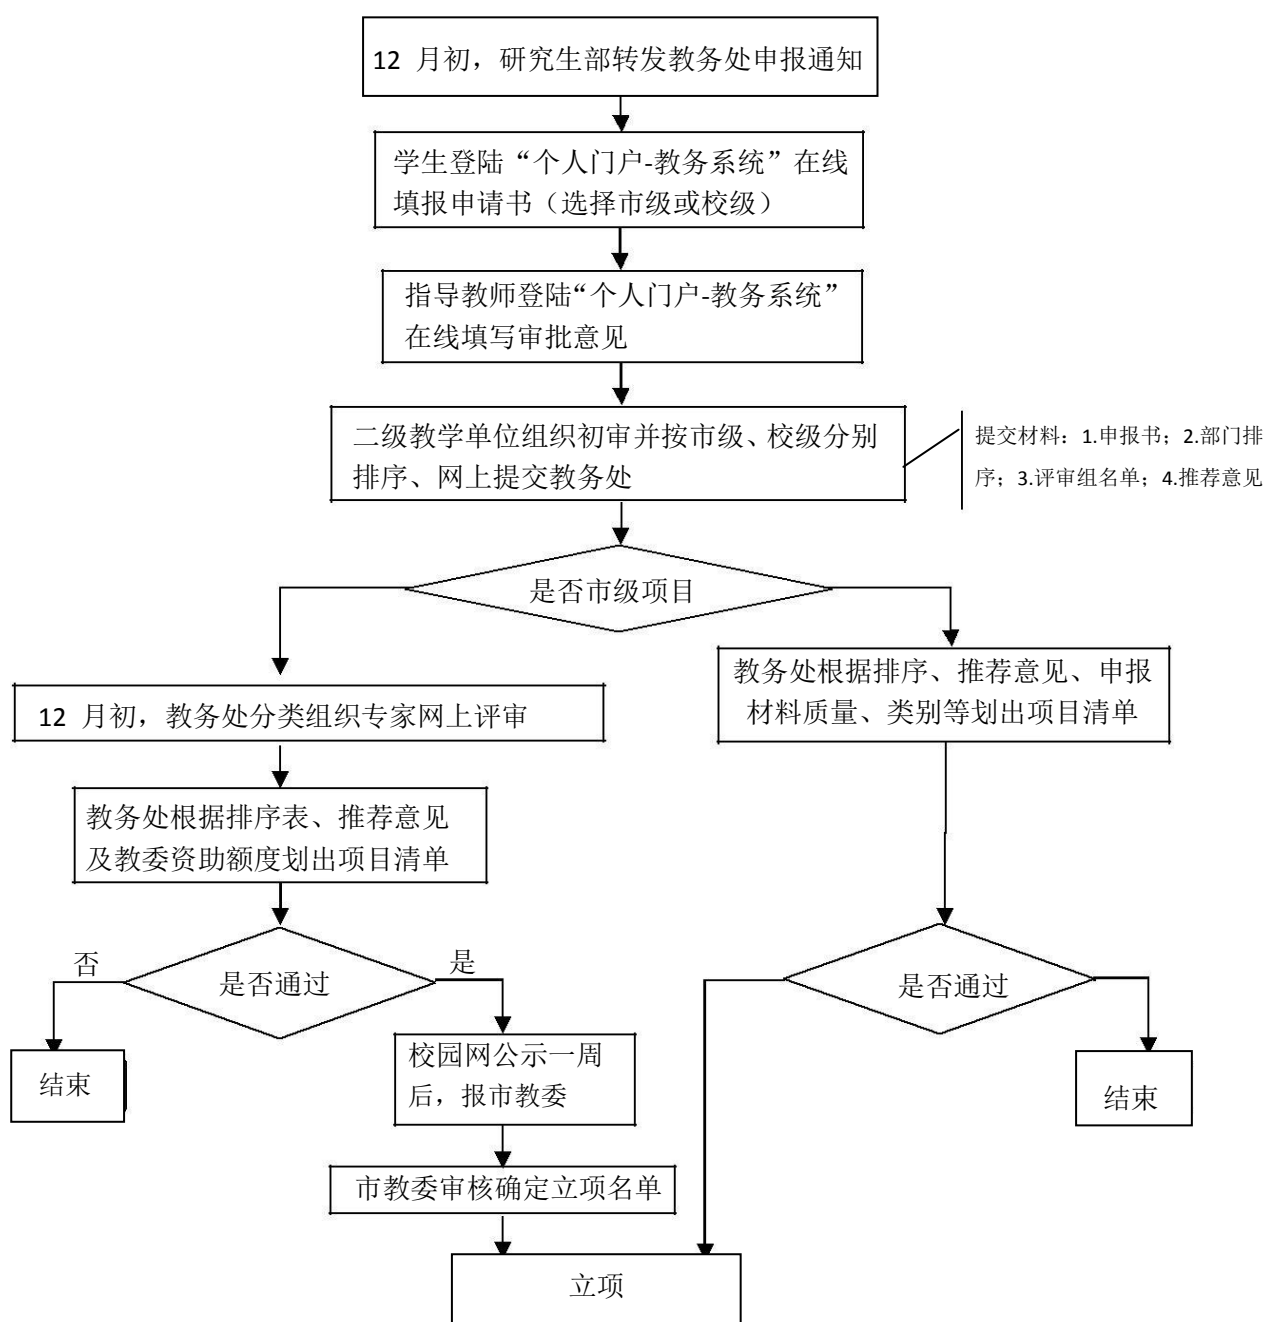 12 月初，研究生部转发教务处申报通知
学生登陆“个人门户-教务系统”在线
填报申请书（选择市级或校级）
指导教师登陆“个人门户-教务系统”
在线填写审批意见
二级教学单位组织初审并按市级、校级分别
排序、网上提交教务处
提交材料：1.申报书；2.部门排
序；3.评审组名单；4.推荐意见
是否市级项目
12 月初，教务处分类组织专家网上评审
教务处根据排序、推荐意见、申报
材料质量、类别等划出项目清单
教务处根据排序表、推荐意见
及教委资助额度划出项目清单
否
是否通过
是
是否通过
结束
校园网公示一周
后，报市教委
结束
市教委审核确定立项名单
立项